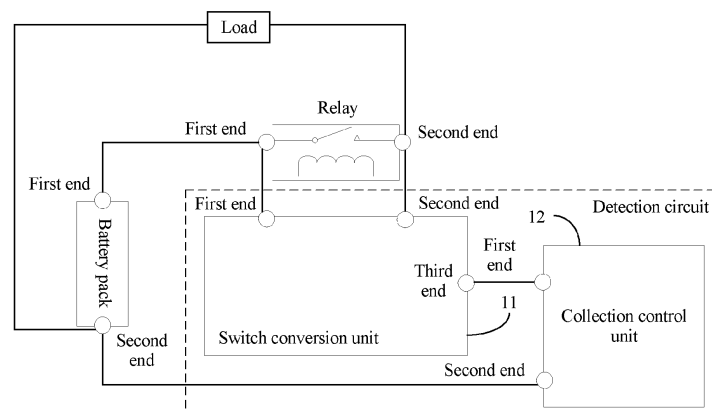 Load
Relay
First end
Second end
First end
First end
Second end
Detection circuit
12
Battery pack
Third
end
First
end
11
Collection control
unit
Switch conversion unit
Second
end
Second end